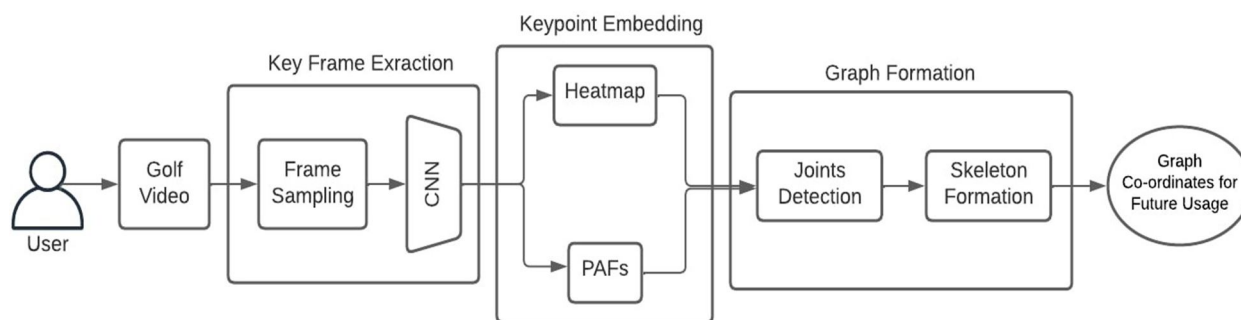 Keypoint Embedding
Key Frame Exraction
Graph Formation
User
Golf
Video
Frame
Sampling
CNN
Heatmap
PAFs
Joints
Detection
Skeleton
Formation
Graph
Co-ordinates for
Future Usage